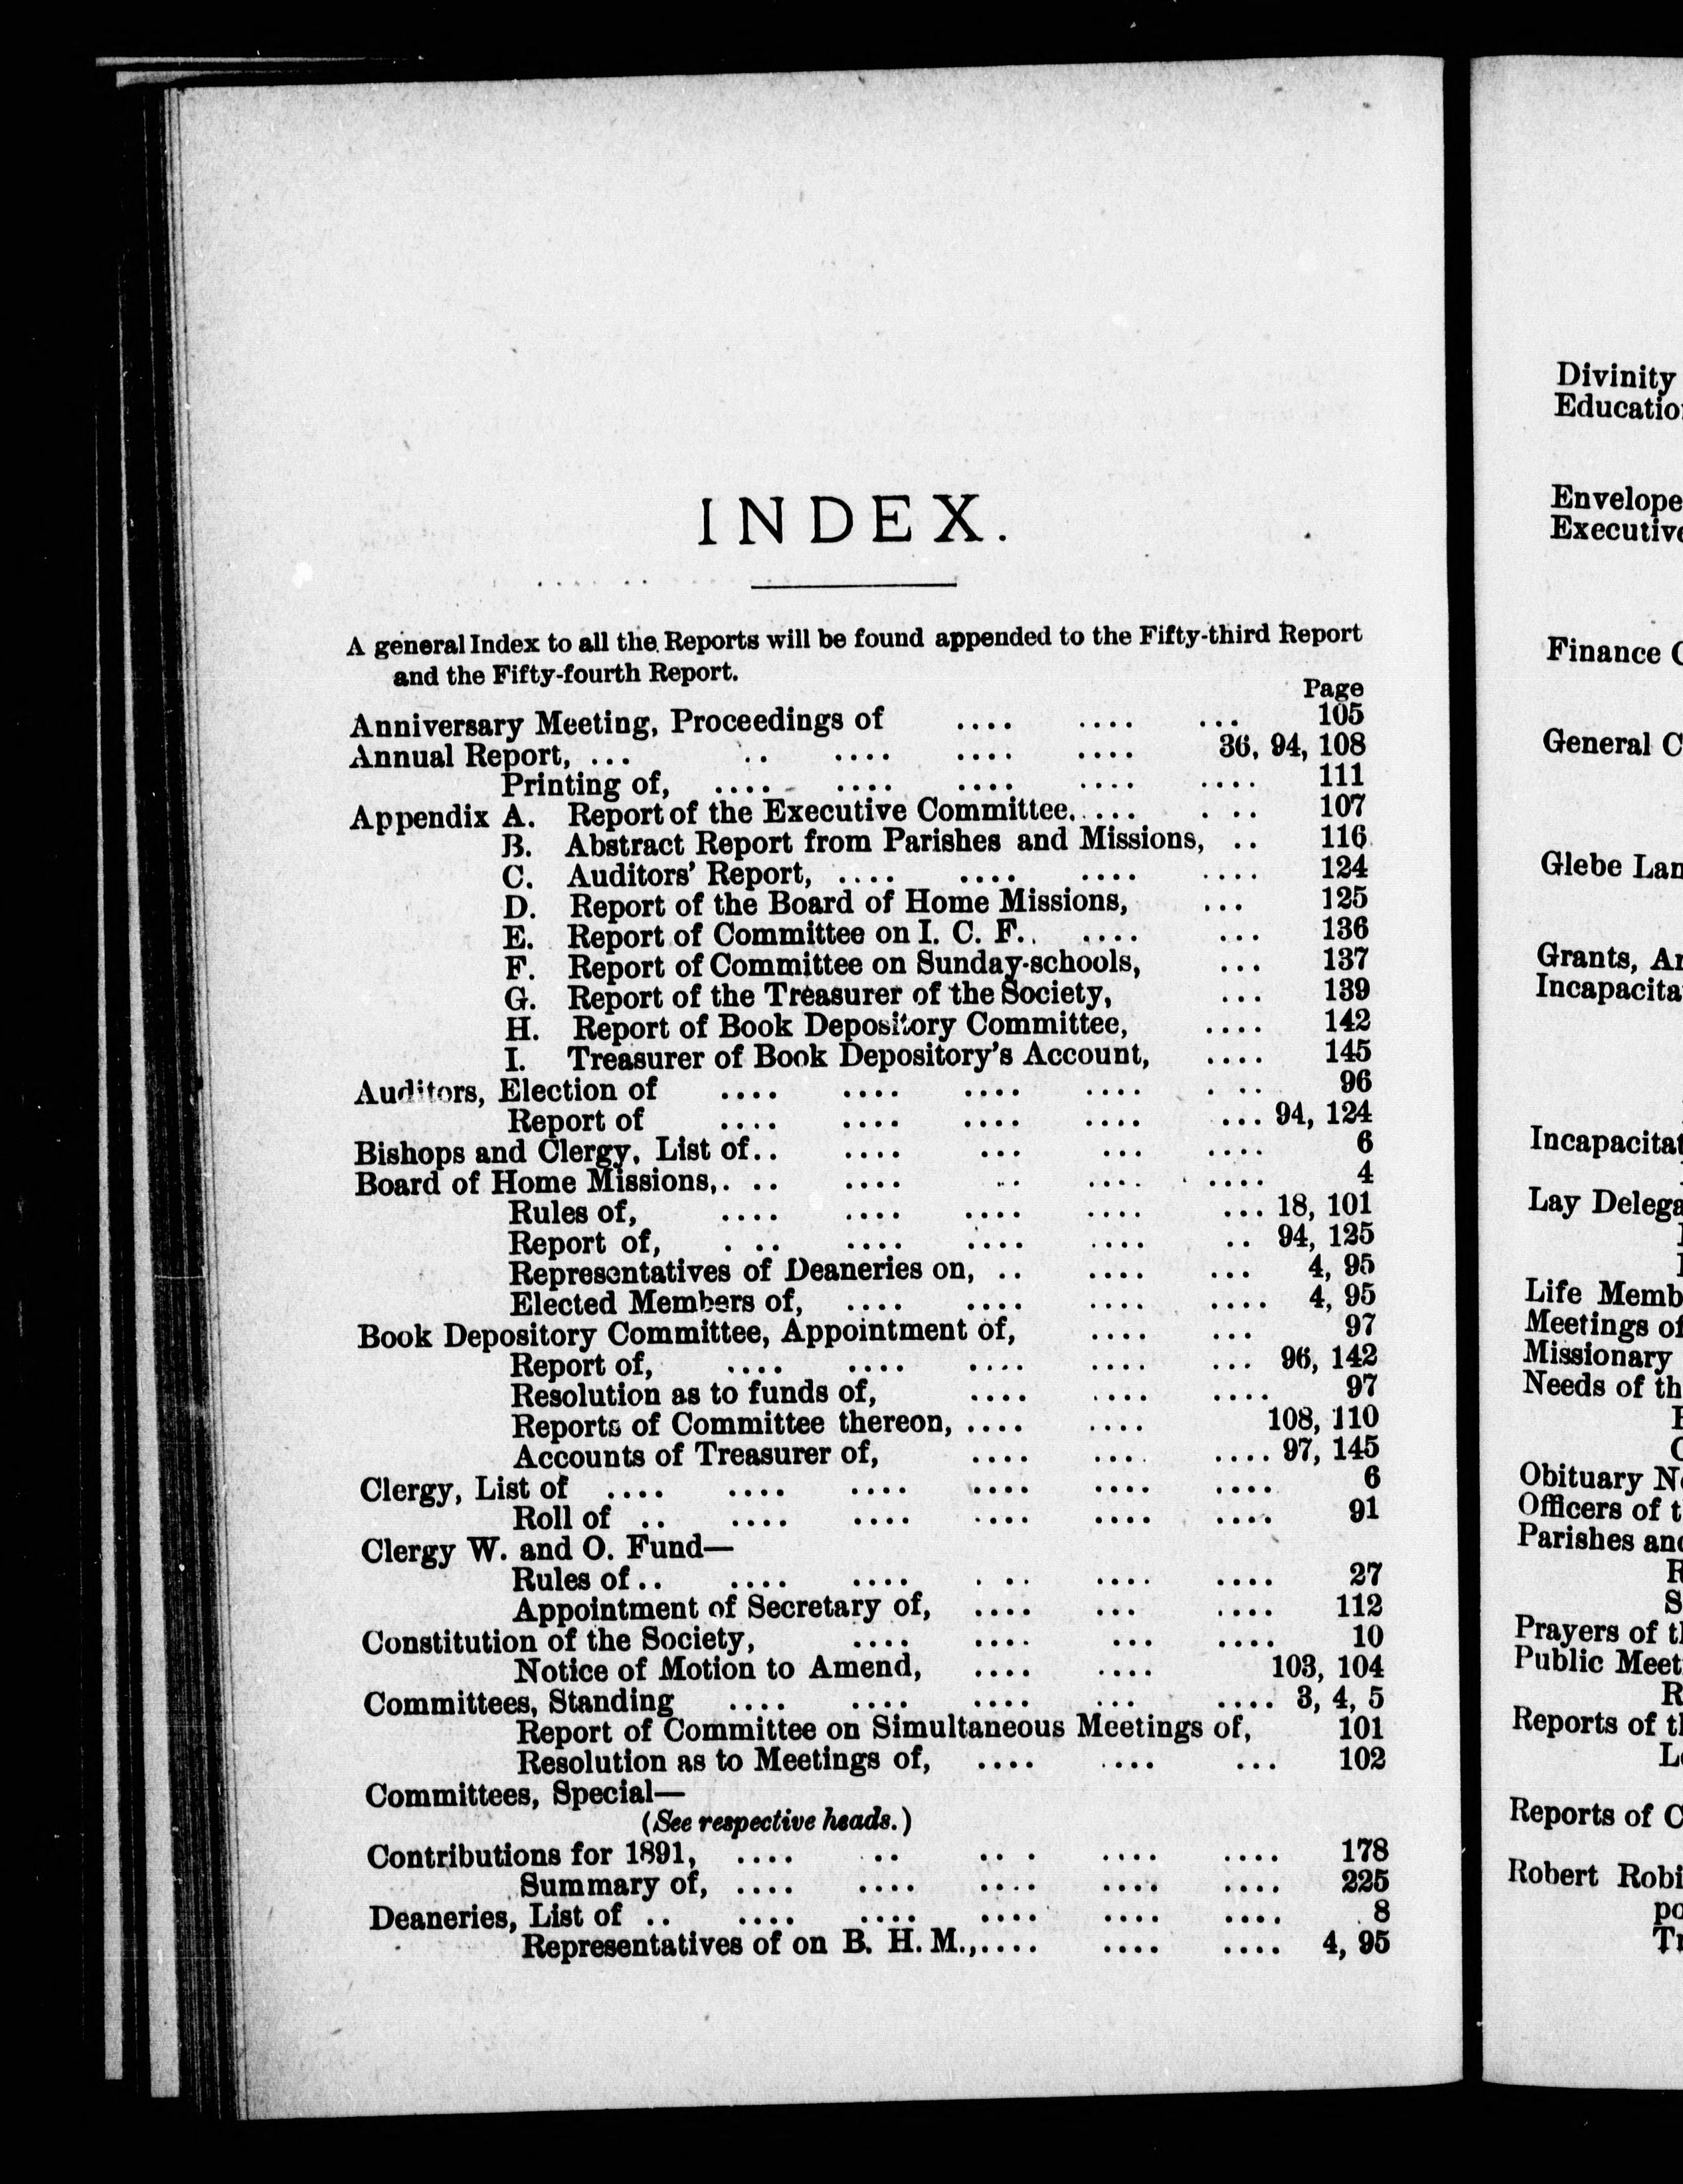 INDEX.
A general Index to all the Reports will be found appended to the Fifty-third Report
and the Fifty-fourth Report.
Page
Anniversary Meeting, Proceedings of .... .... ... 105
Annual Report, ... .. .... .... .... 36, 94, 108
Printing of, .... .... .... .... .... 111
Appendix A. Report of the Executive Committee..... . .. 107
B. Abstract Report from Parishes and Missions, .. 116
C. Auditors' Report, .... .... .... .... 124
D. Report of the Board of Home Missions, ... 125
E. Report of Committee on I. C. F.. .... ... 136
F. Report of Committee on Sunday-schools, ... 137
G. Report of the Treasurer of the Society, ... 139
H. Report of Book Depository Committee, .... 142
I. Treasurer of Book Depository's Account, .... 145
Auditors, Election of .... .... .... .... . .. 96
Report of .... .... .... .... ... 94, 124
Bishops and Clergy, List of.. .... ... ... .... 6
Board of Home Missions,. .. .... .. .... .... 4
Rules of, .... .... .... .... ... 18, 101
Report of, . .. .... .... .... .. 94, 125
Representatives of Deaneries on, .. .... ... 4, 95
Elected Members of, .... .... .... .... 4, 95
Book Depository Committee, Appointment of, .... ... 97
Report of, .... .... .... .... ... 96, 142
Resolution as to funds of, .... .... .... 97
Reports of Committee thereon, .... .... 108, 110
Accounts of Treasurer of, .... .... .... 97, 145
Clergy, List of .... .... .... .... .... .... 6
Roll of .. .... .... .... .... .... 91
Clergy W. and O. Fund—
Rules of.. .... .... . .. .... .... 27
Appointment of Secretary of, .... ... .... 112
Constitution of the Society, .... .... ... .... 10
Notice of Motion to Amend, .... .... 103, 104
Committees, Standing .... .... .... ... .... 3, 4, 5
Report of Committee on Simultaneous Meetings of, 101
Resolution as to Meetings of, .... .... ... 102
Committees, Special—
(See respective heads.)
Contributions for 1891, .... .. .. . .... .... 178
Summary of, .... .... .... .... .... 225
Deaneries, List of .. .... .... .... .... .... 8
Representatives of on B. H. M.,.... .... .... 4, 95
Divinity
Educatio
Envelope
Executive
Finance C
General C
Glebe Lan
Grants, An
Incapacita
Incapacitat
Lay Delega
Life Memb
Meetings of
Missionary
Needs of th
Obituary No
Officers of t
Parishes and
R
S
Prayers of th
Public Meet
R
Reports of th
Le
Reports of C
Robert Robi
po
Tr